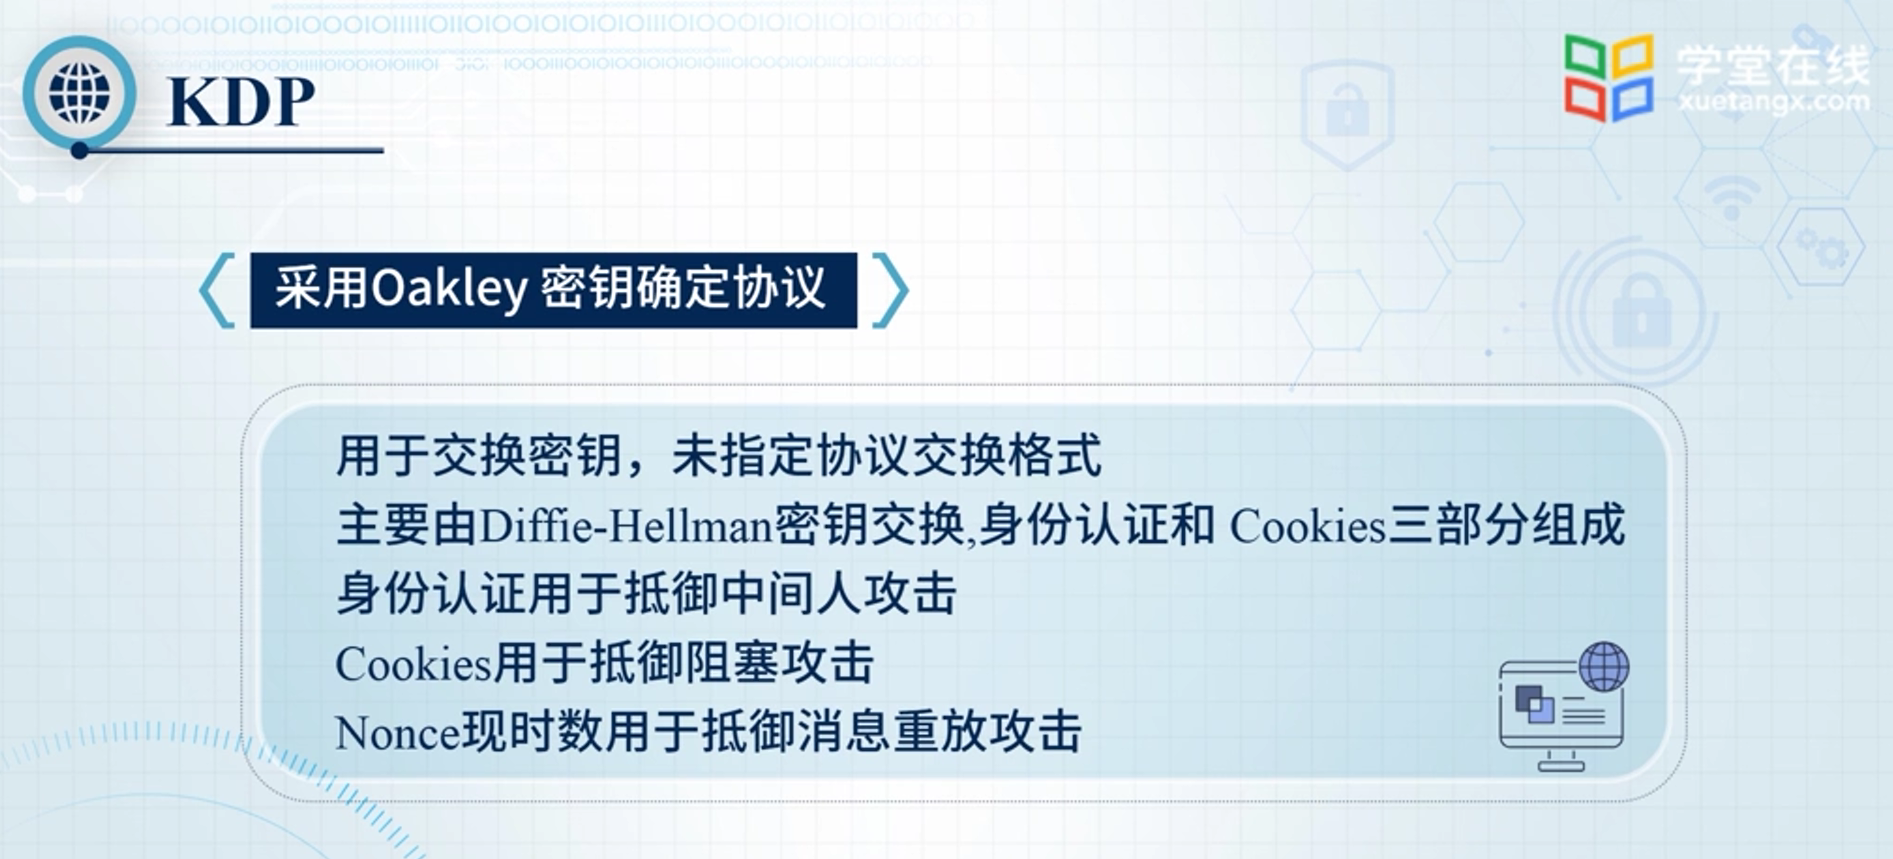 KDP
学堂在线
xuetangx.com
采用Oakley 密钥确定协议
用于交换密钥，未指定协议交换格式
主要由Diffie-Hellman密钥交换,身份认证和 Cookies三部分组成
身份认证用于抵御中间人攻击
Cookies用于抵御阻塞攻击
Nonce现时数用于抵御消息重放攻击